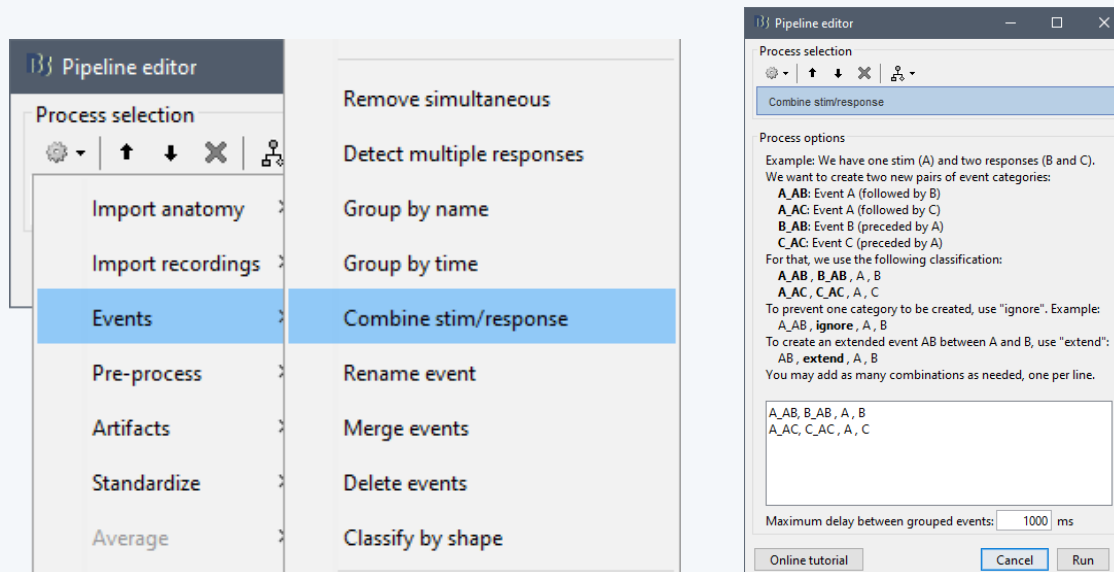 Pipeline editor
Process selection
Import anatomy
Import recordings
Events
Pre-process
Artifacts
Standardize
Average
Remove simultaneous
Detect multiple responses
Group by name
Group by time
Combine stim/response
Rename event
Merge events
Delete events
Classify by shape
Pipeline editor
Process selection
Combine stim/response
Process options
Example: We have one stim (A) and two responses (B and C).
We want to create two new pairs of event categories:
A_AB: Event A (followed by B)
A_AC: Event A (followed by C)
B_AB: Event B (preceded by A)
C_AC: Event C (preceded by A)
For that, we use the following classification:
A_AB , B_AB , A , B
A_AC , C_AC , A , C
To prevent one category to be created, use "ignore". Example:
A_AB , ignore , A , B
To create an extended event AB between A and B, use "extend":
AB , extend , A , B
You may add as many combinations as needed, one per line.
A_AB, B_AB , A , B
A_AC, C_AC , A , C
Maximum delay between grouped events: 1000 ms
Online tutorial Cancel Run